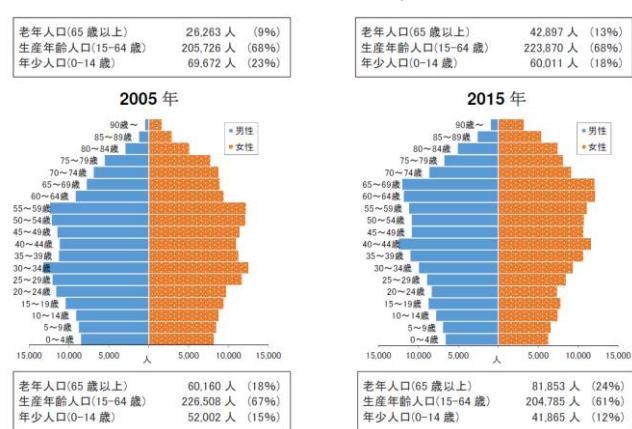 老年人口(65 歳以上) 26,263 人 (9%)
生産年齢人口(15-64 歳) 205,726 人 (68%)
年少人口(0-14 歳) 69,672 人 (23%)
2005 年
90歳～
85～89歳
80～84歳
75～79歳
70～74歳
65～69歳
60～64歳
55～59歳
50～54歳
45～49歳
40～44歳
35～39歳
30～34歳
25～29歳
20～24歳
15～19歳
10～14歳
5～9歳
0～4歳
男性
女性
15,000 10,000 5,000 5,000 10,000 15,000
人
老年人口(65 歳以上) 60,160 人 (18%)
生産年齢人口(15-64 歳) 226,508 人 (67%)
年少人口(0-14 歳) 52,002 人 (15%)
老年人口(65 歳以上) 42,897 人 (13%)
生産年齢人口(15-64 歳) 223,870 人 (68%)
年少人口(0-14 歳) 60,011 人 (18%)
2015 年
90歳～
85～89歳
80～84歳
75～79歳
70～74歳
65～69歳
60～64歳
55～59歳
50～54歳
45～49歳
40～44歳
35～39歳
30～34歳
25～29歳
20～24歳
15～19歳
10～14歳
5～9歳
0～4歳
男性
女性
15,000 10,000 5,000 5,000 10,000 15,000
人
老年人口(65 歳以上) 81,853 人 (24%)
生産年齢人口(15-64 歳) 204,785 人 (61%)
年少人口(0-14 歳) 41,865 人 (12%)